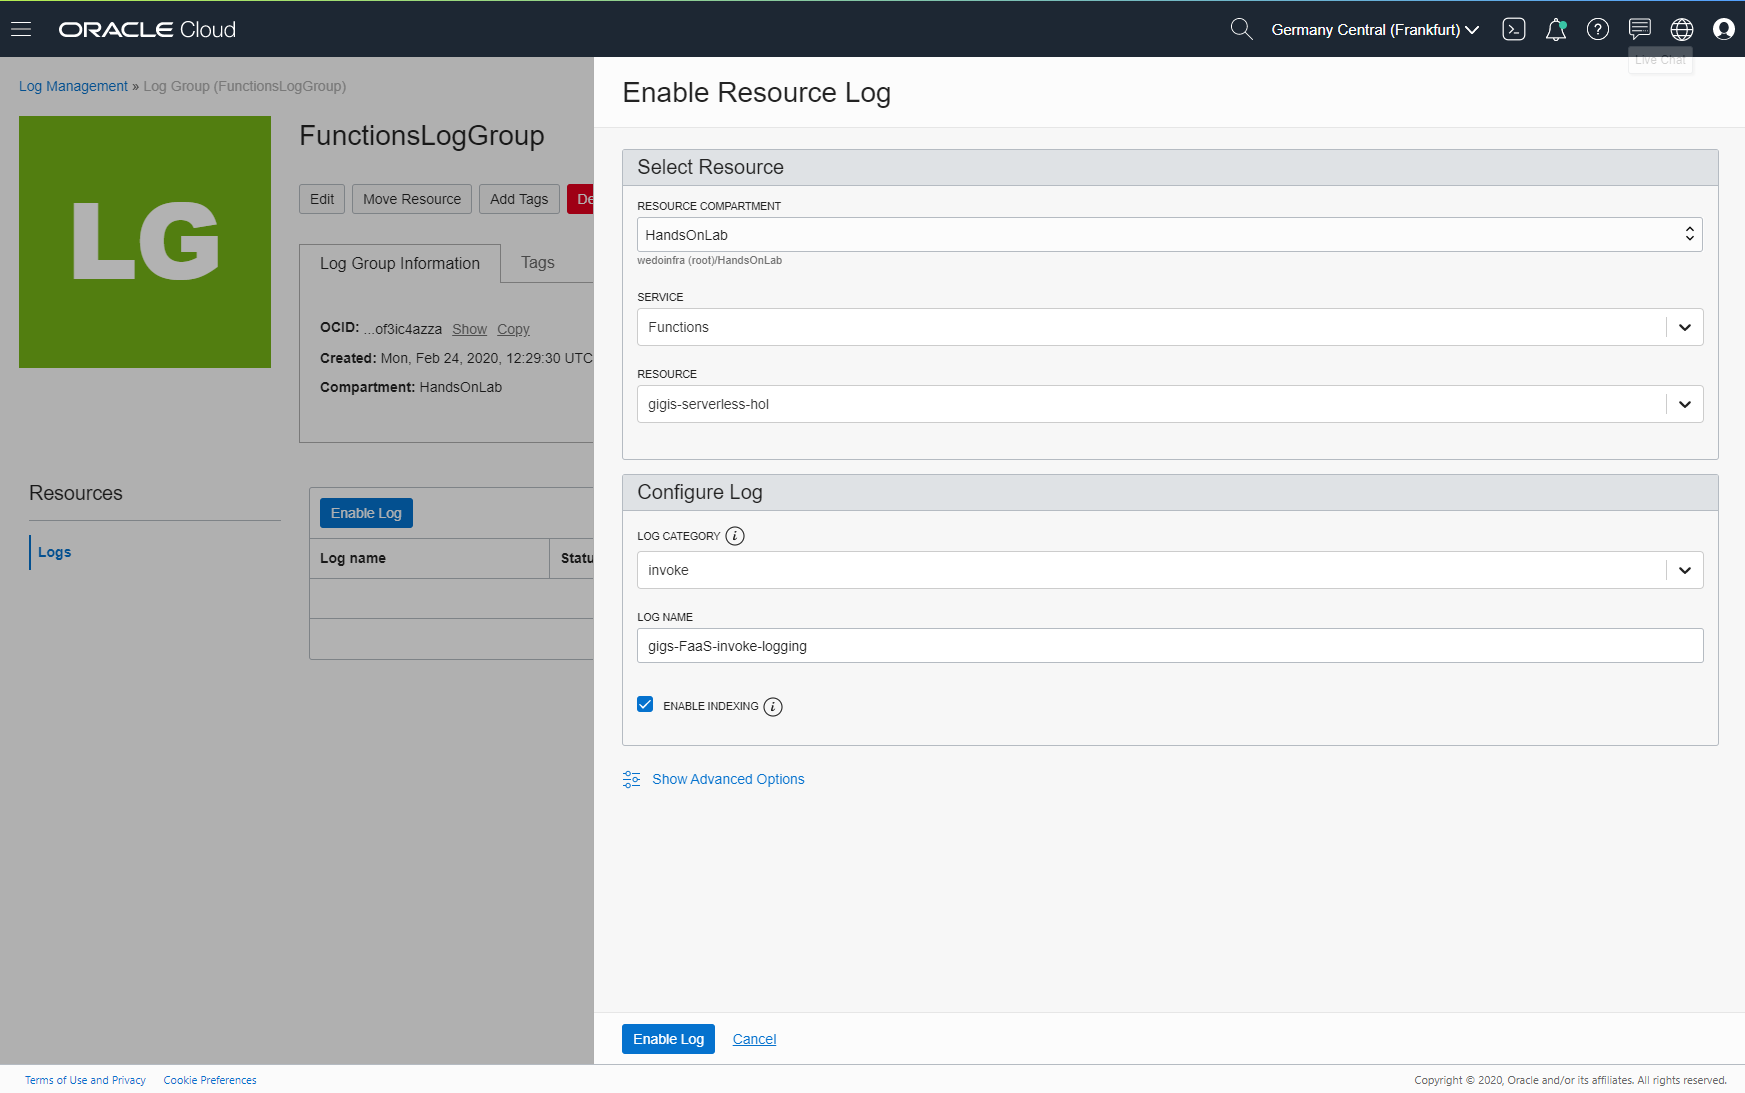 ORACLE Cloud
Germany Central (Frankfurt)
Live Chat
Log Management » Log Group (FunctionsLogGroup)
LG
FunctionsLogGroup
Edit
Move Resource
Add Tags
De
Log Group Information
Tags
OCID: ...of3ic4azza Show Copy
Created: Mon, Feb 24, 2020, 12:29:30 UTC
Compartment: HandsOnLab
Resources
Logs
Enable Log
Log name
Statu
Enable Resource Log
Select Resource
RESOURCE COMPARTMENT
HandsOnLab
wedoinfra (root)/HandsOnLab
SERVICE
Functions
RESOURCE
gigis-serverless-hol
Configure Log
LOG CATEGORY i
invoke
LOG NAME
gigs-FaaS-invoke-logging
ENABLE INDEXING i
Show Advanced Options
Enable Log
Cancel
Terms of Use and Privacy
Cookie Preferences
Copyright © 2020, Oracle and/or its affiliates. All rights reserved.